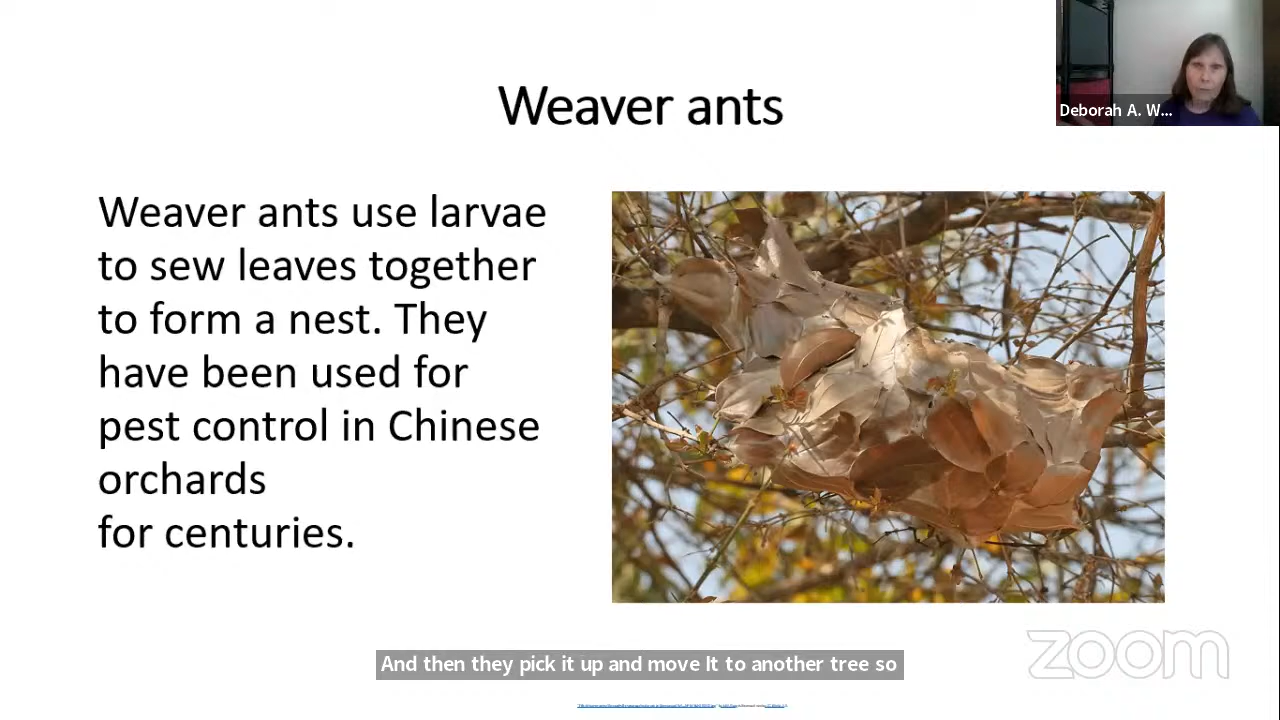 Weaver ants
Deborah A. W...
Weaver ants use larvae
to sew leaves together
to form a nest. They
have been used for
pest control in Chinese
orchards
for centuries.
zoom
And then they pick it up and move It to another tree so